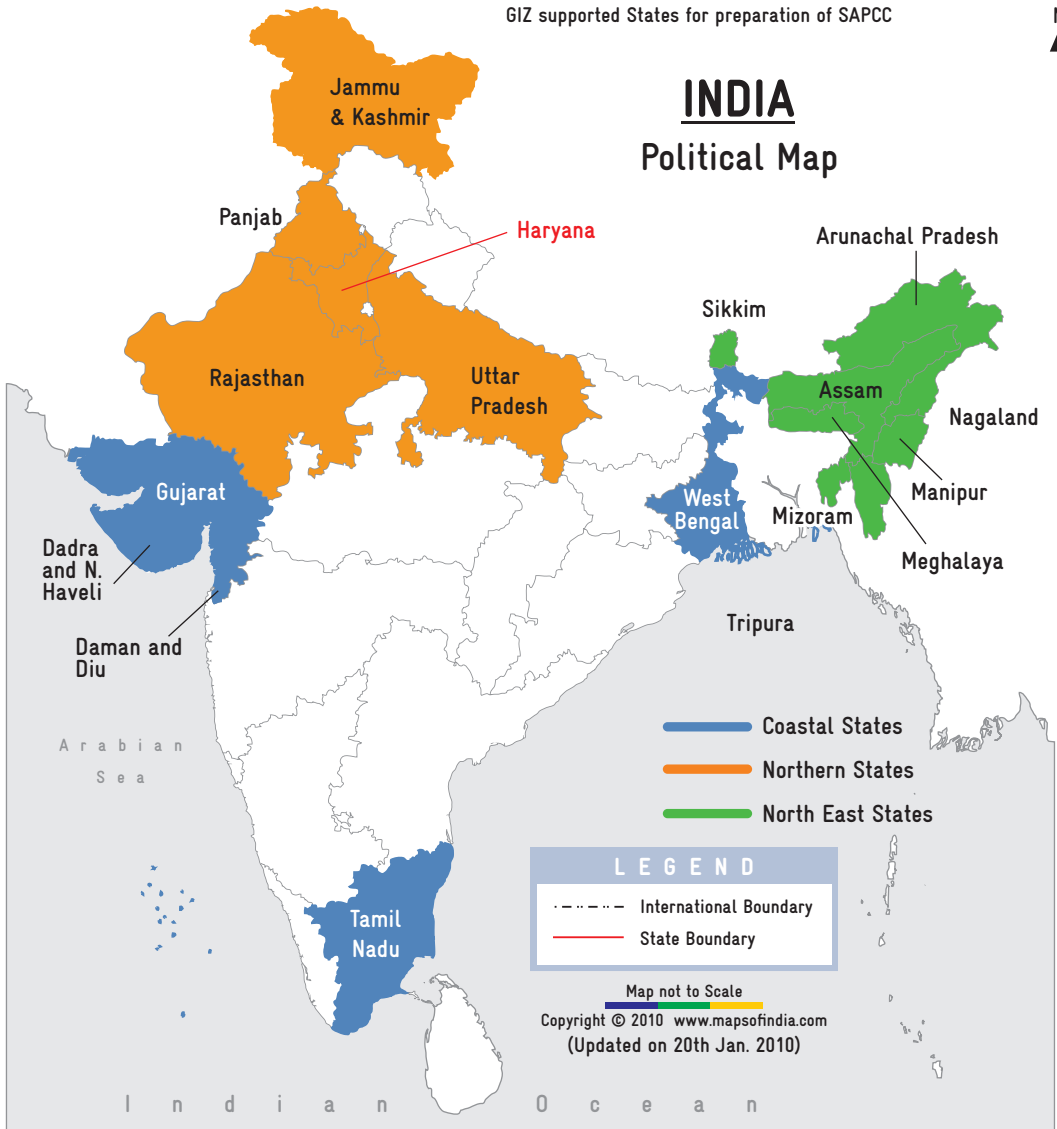 GIZ supported States for preparation of SAPCC
N
INDIA
Political Map
Jammu
& Kashmir
Panjab
Haryana
Arunachal Pradesh
Sikkim
Rajasthan
Uttar
Pradesh
Assam
Nagaland
Gujarat
West
Bengal
Manipur
Mizoram
Meghalaya
Dadra
and N.
Haveli
Tripura
Daman and
Diu
Arabian
Sea
Coastal States
Northern States
North East States
LEGEND
International Boundary
State Boundary
Tamil
Nadu
Map not to Scale
Copyright © 2010 www.mapsofindia.com
(Updated on 20th Jan. 2010)
Indian Ocean